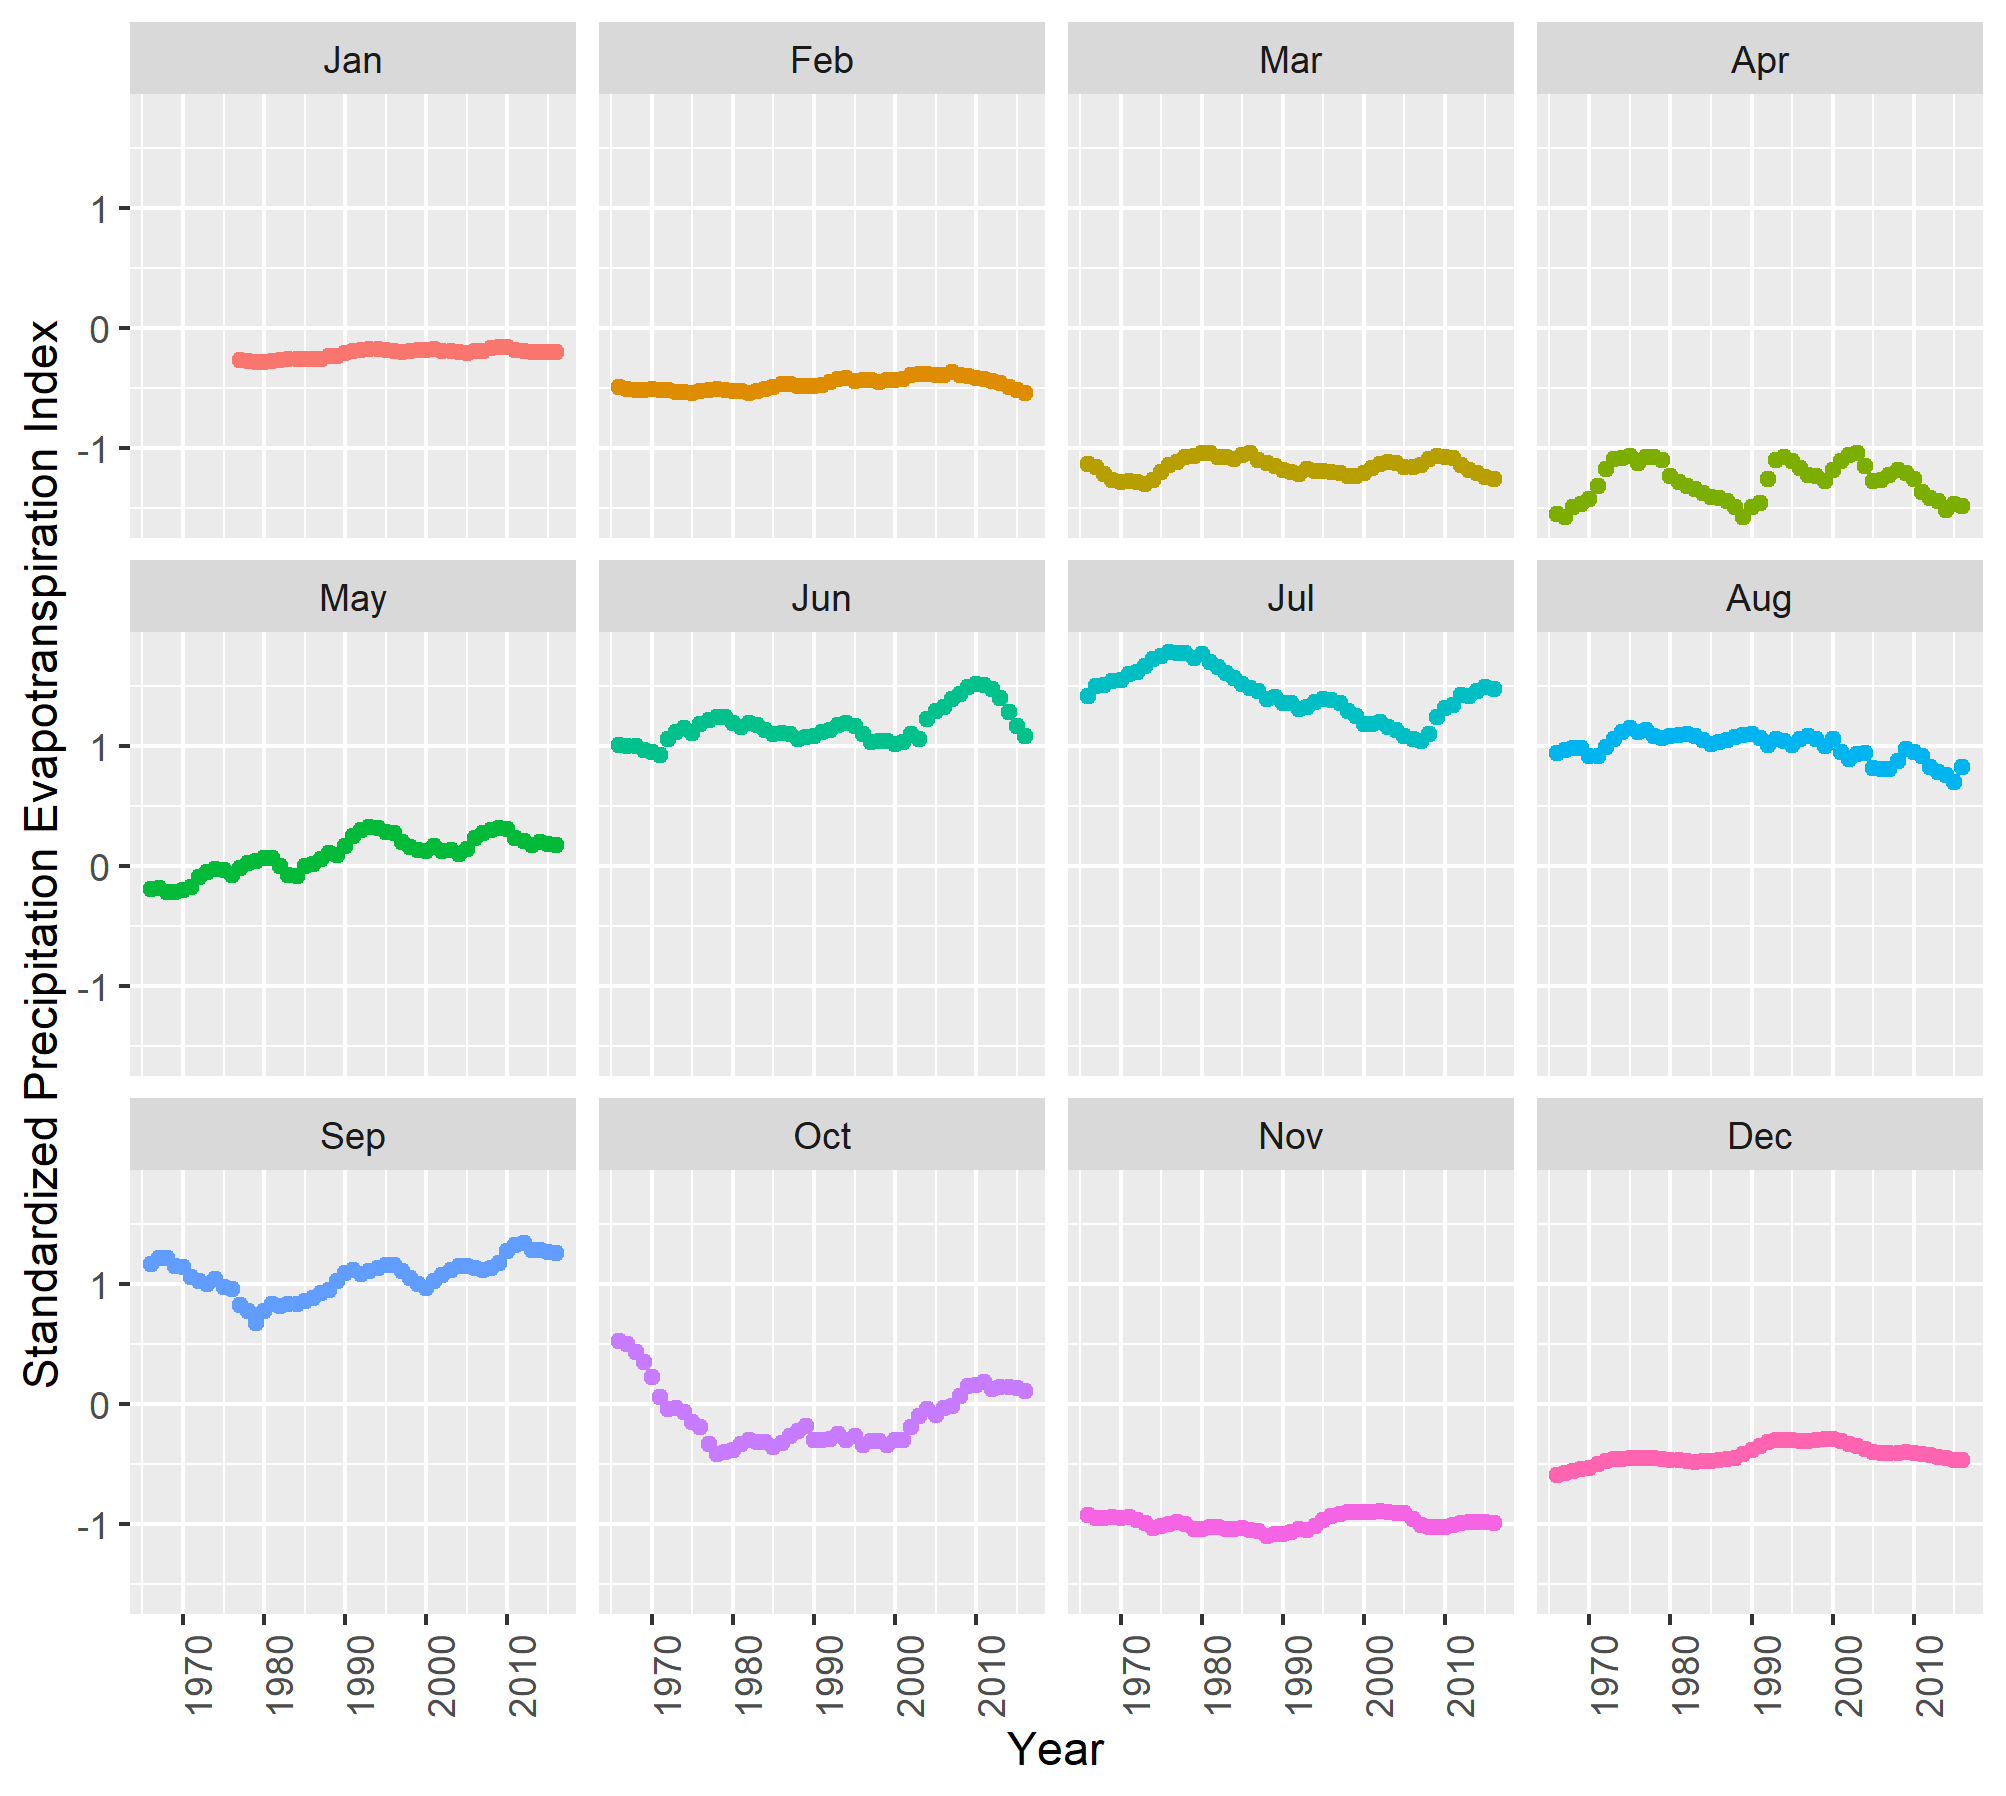 Jan
Feb
Mar
Apr
1
0
-1
May
Jun
Jul
Aug
1
0
-1
Sep
Oct
Nov
Dec
1
0
-1
1970
1980
1990
2000
2010
1970
1980
1990
2000
2010
1970
1980
1990
2000
2010
1970
1980
1990
2000
2010
Year
Standardized Precipitation Evapotranspiration Index